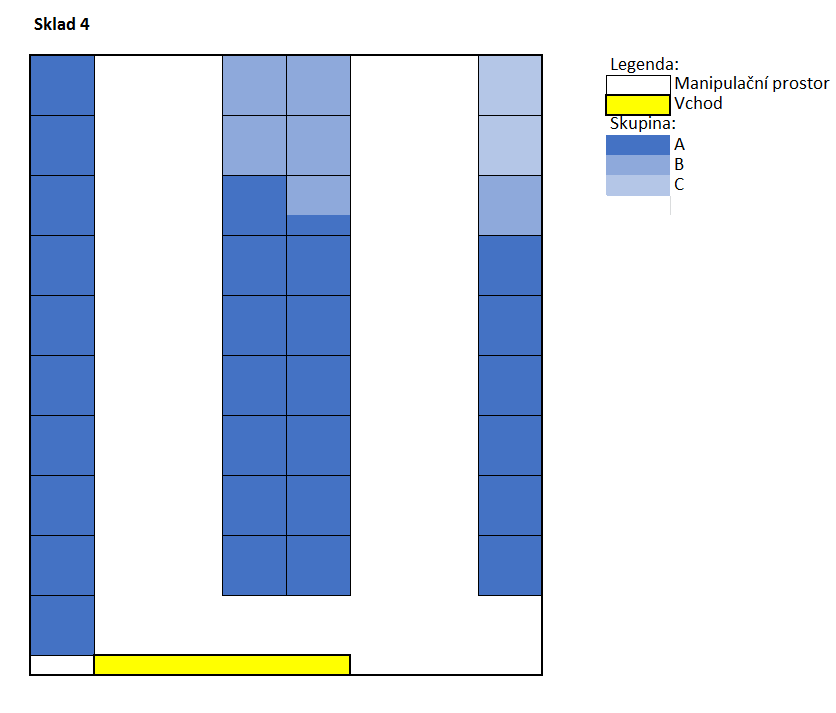 Sklad 4
Legenda:
Manipulační prostor
Vchod
Skupina:
A
B
C